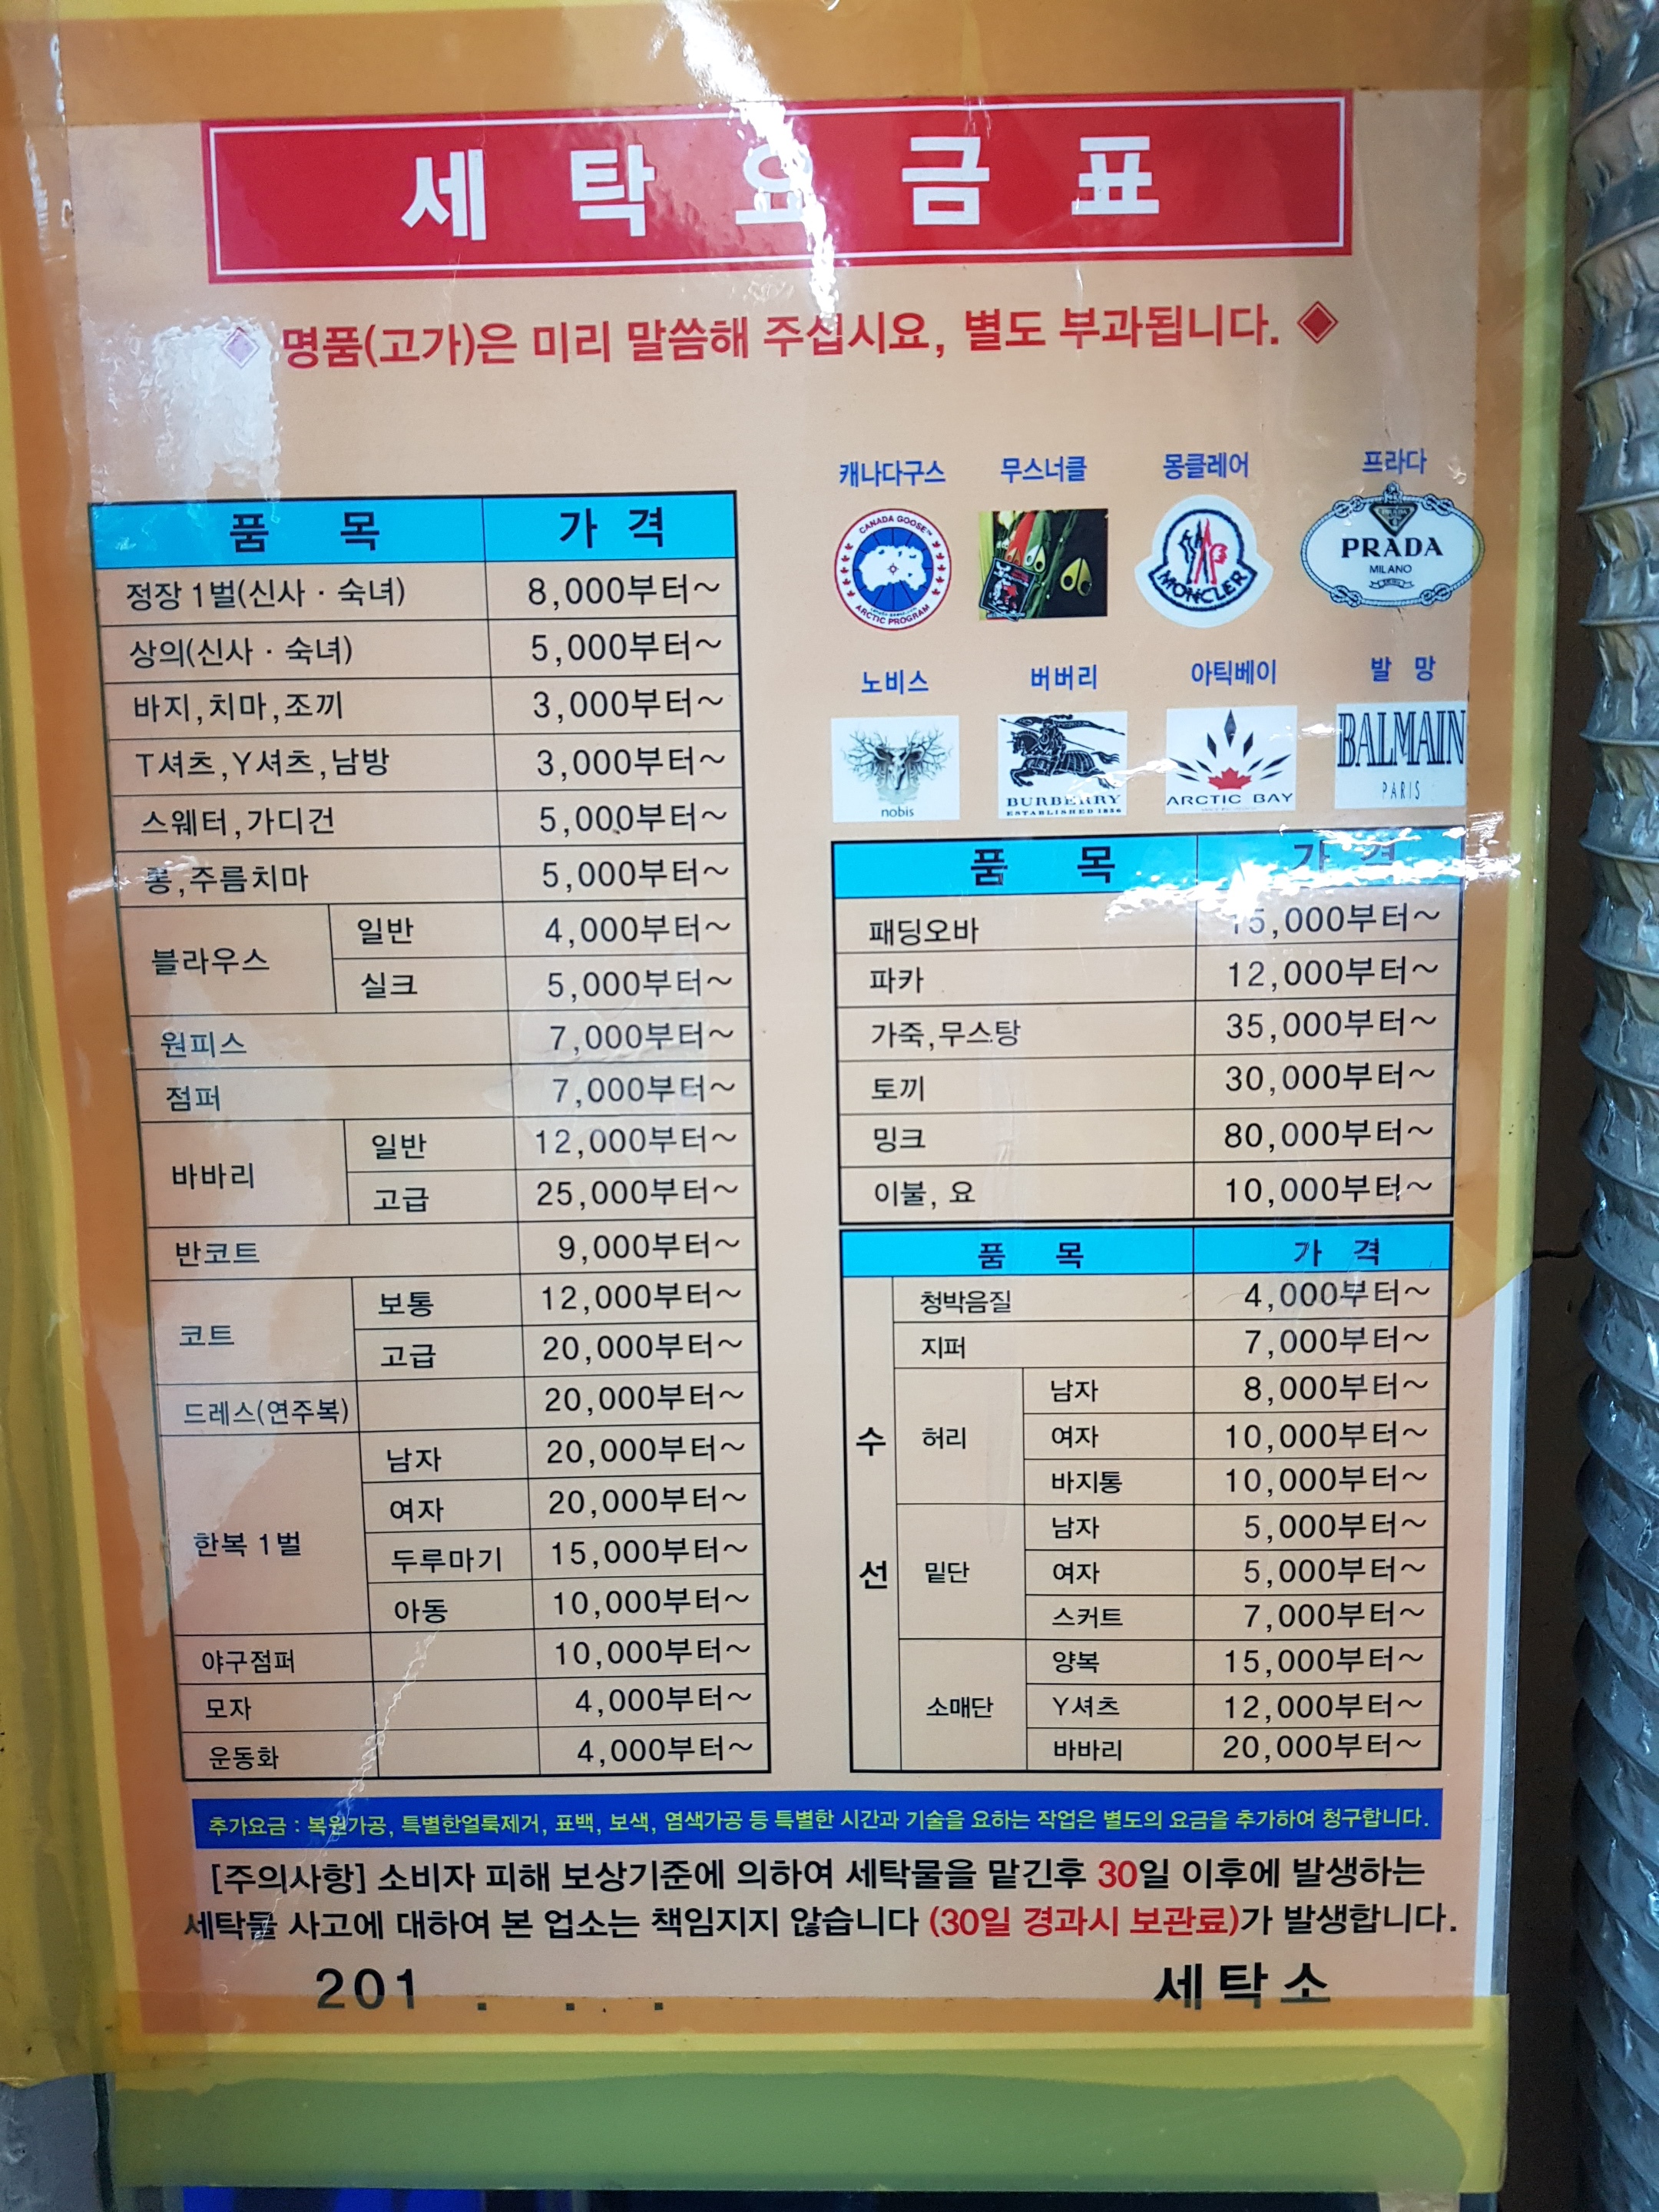 세탁요금표
명품(고가)은 미리 말씀해 주십시요, 별도 부과됩니다.
품 목 가 격
정장 1벌(신사·숙녀) 8,000부터~
상의(신사·숙녀) 5,000부터~
바지,치마,조끼 3,000부터~
T셔츠,Y셔츠,남방 3,000부터~
스웨터,가디건 5,000부터~
롱,주름치마 5,000부터~
블라우스 일반 4,000부터~
실크 5,000부터~
원피스 7,000부터~
점퍼 7,000부터~
바바리 일반 12,000부터~
고급 25,000부터~
반코트 9,000부터~
코트 보통 12,000부터~
고급 20,000부터~
드레스(연주복) 20,000부터~
한복 1벌 남자 20,000부터~
여자 20,000부터~
두루마기 15,000부터~
아동 10,000부터~
야구점퍼 10,000부터~
모자 4,000부터~
운동화 4,000부터~
캐나다구스 무스너클 몽클레어 프라다
CANADA GOOSE ARCTIC PROGRAM
MONCLER
PRADA
MILANO
노비스 버버리 아틱베이 발 망
nobis
BURBERRY
ESTABLISHED 1856
ARCTIC BAY
BALMAIN
PARIS
품 목 가 격
패딩오바 15,000부터~
파카 12,000부터~
가죽,무스탕 35,000부터~
토끼 30,000부터~
밍크 80,000부터~
이불, 요 10,000부터~
품 목 가 격
수선 청박음질 4,000부터~
지퍼 7,000부터~
허리 남자 8,000부터~
여자 10,000부터~
바지통 10,000부터~
밑단 남자 5,000부터~
여자 5,000부터~
스커트 7,000부터~
소매단 양복 15,000부터~
Y셔츠 12,000부터~
바바리 20,000부터~
추가요금 : 복원가공, 특별한얼룩제거, 표백, 보색, 염색가공 등 특별한 시간과 기술을 요하는 작업은 별도의 요금을 추가하여 청구합니다.
[주의사항] 소비자 피해 보상기준에 의하여 세탁물을 맡긴후 30일 이후에 발생하는
세탁물 사고에 대하여 본 업소는 책임지지 않습니다 (30일 경과시 보관료)가 발생합니다.
201 . . . 세탁소